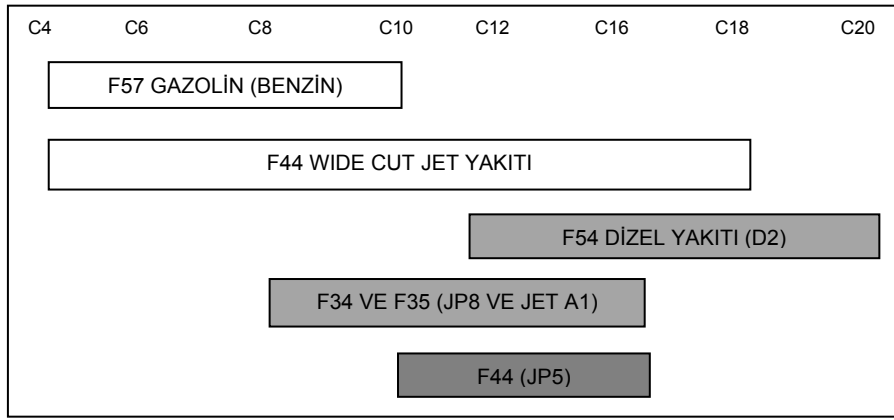 C4 C6 C8 C10 C12 C16 C18 C20
F57 GAZOLİN (BENZİN)
F44 WIDE CUT JET YAKITI
F54 DİZEL YAKITI (D2)
F34 VE F35 (JP8 VE JET A1)
F44 (JP5)